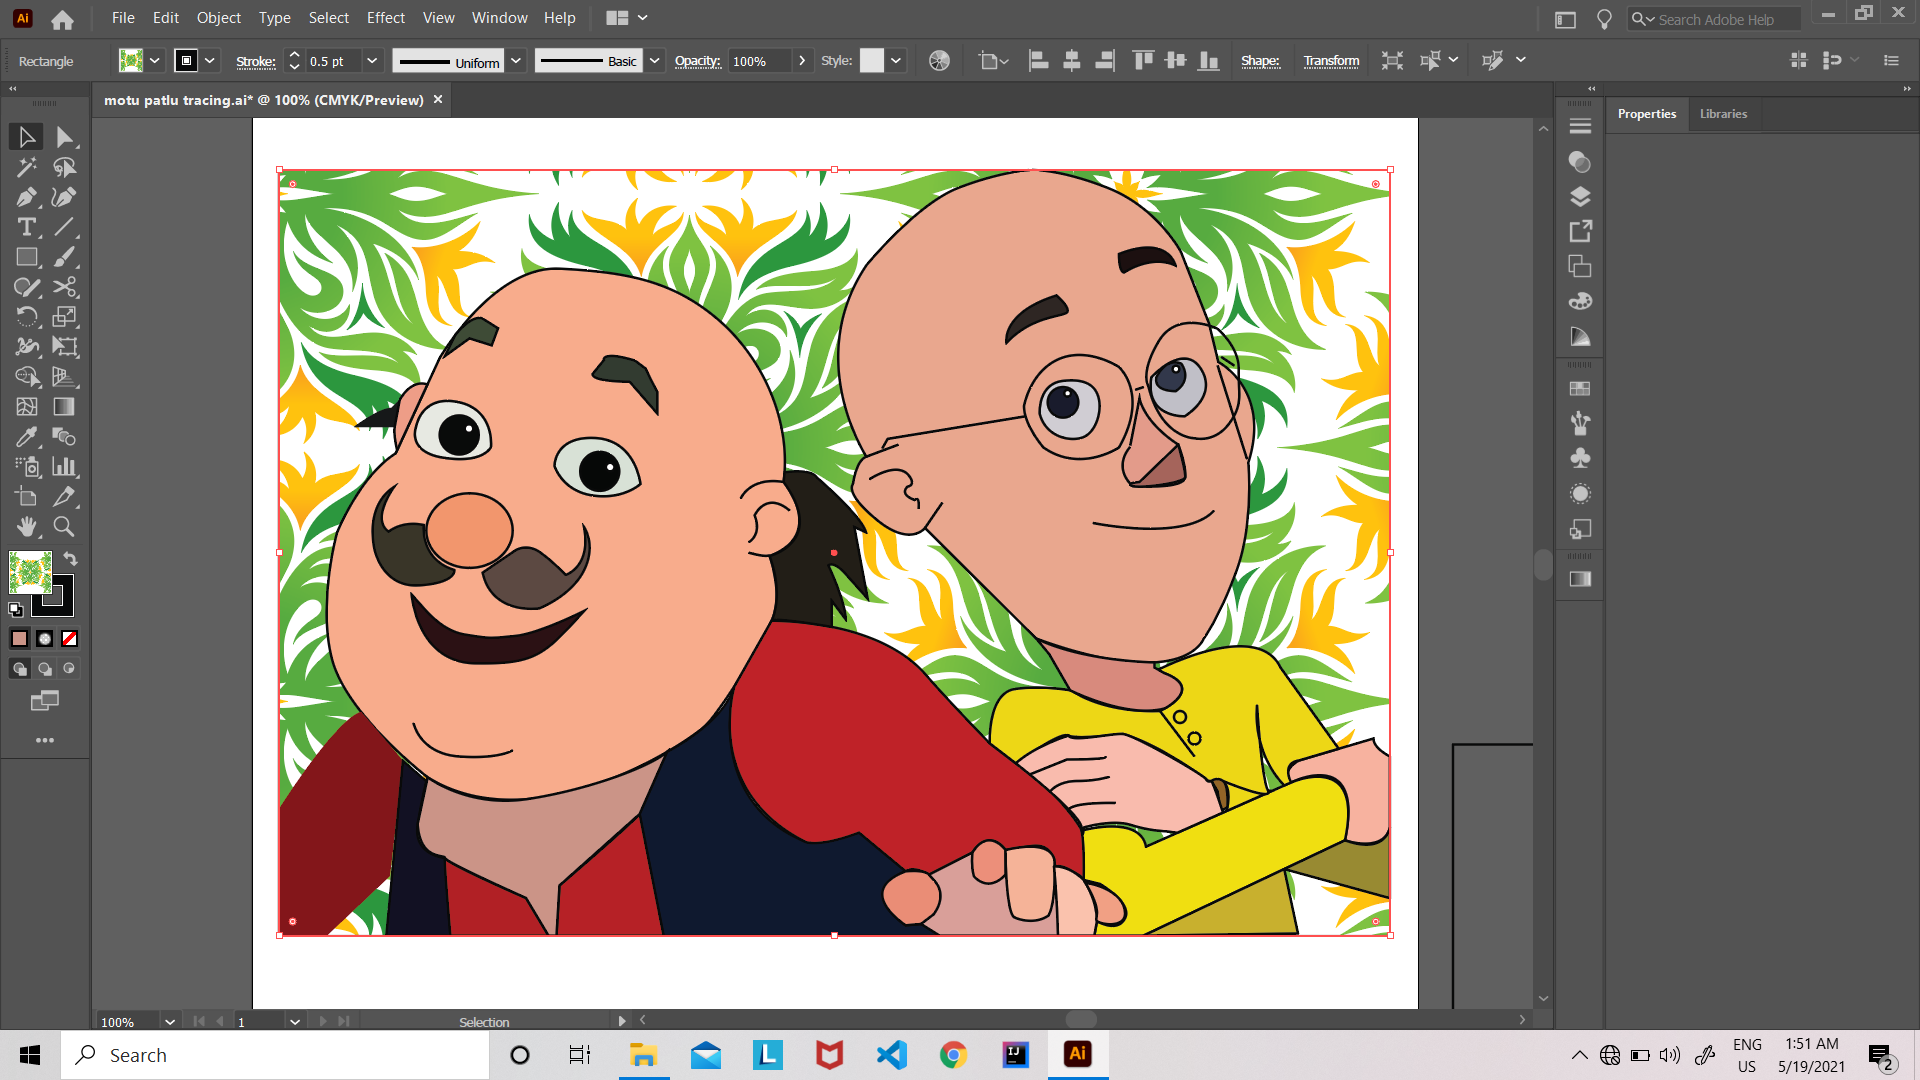 Ai File Edit Object Type Select Effect View Window Help Search Adobe Help
Rectangle Stroke: 0.5 pt Uniform Basic Opacity: 100% Style: Shape: Transform
motu patlu tracing.ai* @ 100% (CMYK/Preview) ×
Properties Libraries
T
100% 1 Selection
Search L IJ Ai ENG US 1:51 AM 5/19/2021 2